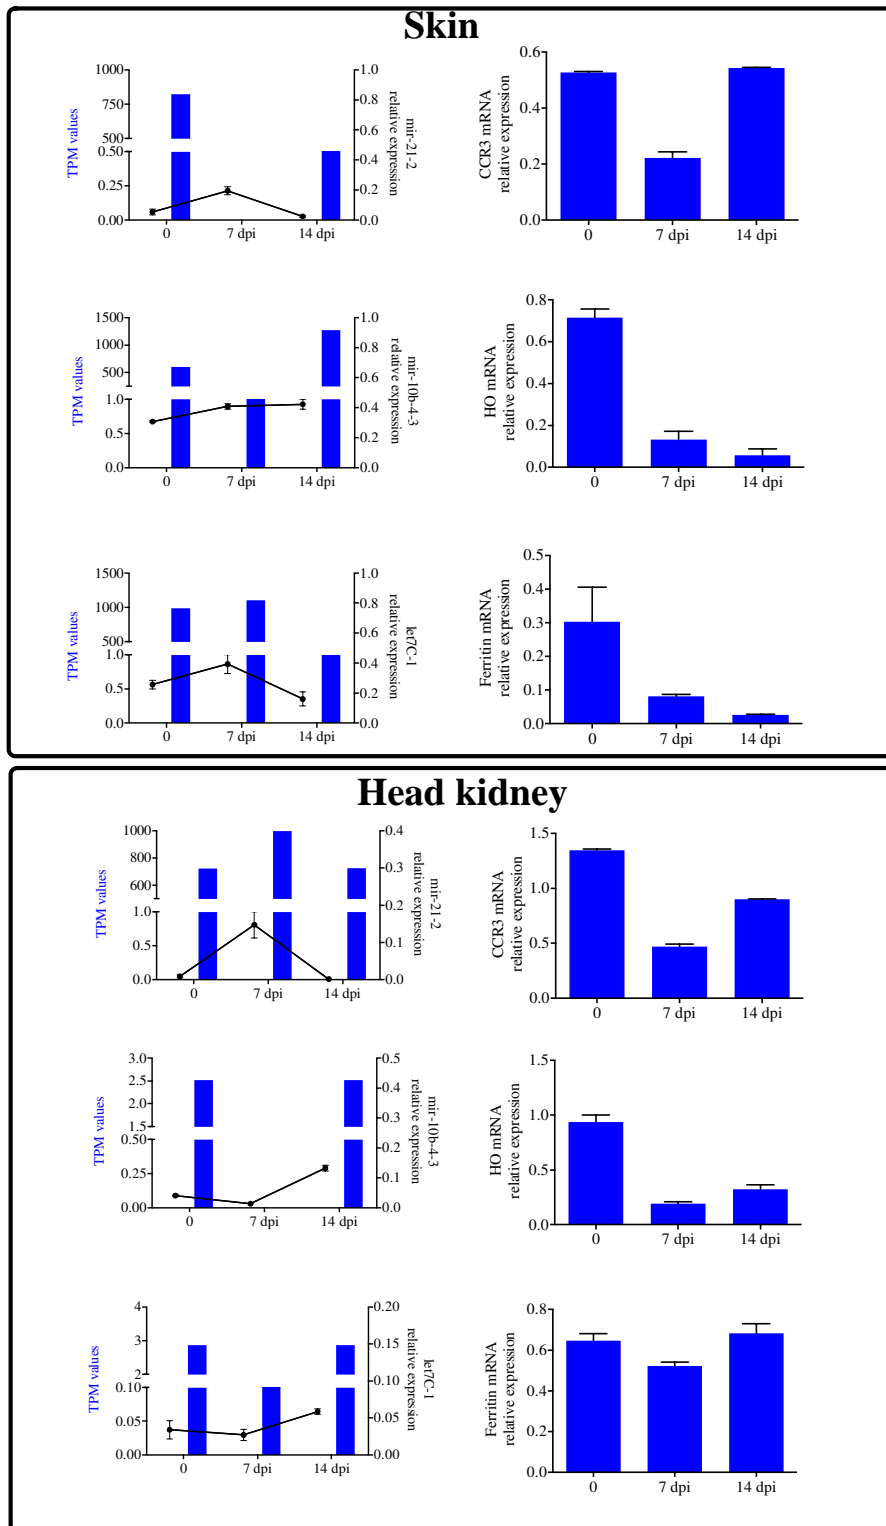 Skin
TPM values
1000
750
500
0.50
0.25
0.00
0 7 dpi 14 dpi
1.0
0.8
0.6
0.4
0.2
0.0
mir-21-2
relative expression
CCR3 mRNA
relative expression
0.6
0.4
0.2
0.0
0 7 dpi 14 dpi
TPM values
1500
1000
500
1.0
0.5
0.0
0 7 dpi 14 dpi
1.0
0.8
0.6
0.4
0.2
0.0
mir-10b-4-3
relative expression
HO mRNA
relative expression
0.8
0.6
0.4
0.2
0.0
0 7 dpi 14 dpi
TPM values
1500
1000
500
1.0
0.5
0.0
0 7 dpi 14 dpi
1.0
0.8
0.6
0.4
0.2
0.0
let7C-1
relative expression
Ferritin mRNA
relative expression
0.5
0.4
0.3
0.2
0.1
0.0
0 7 dpi 14 dpi
Head kidney
TPM values
1000
800
600
1.0
0.5
0.0
0 7 dpi 14 dpi
0.4
0.3
0.2
0.1
0.0
mir-21-2
relative expression
CCR3 mRNA
relative expression
1.5
1.0
0.5
0.0
0 7 dpi 14 dpi
TPM values
3.0
2.5
2.0
1.5
0.50
0.25
0.00
0 7 dpi 14 dpi
0.5
0.4
0.3
0.2
0.1
0.0
mir-10b-4-3
relative expression
HO mRNA
relative expression
1.5
1.0
0.5
0.0
0 7 dpi 14 dpi
TPM values
4
3
2
0.10
0.05
0.00
0 7 dpi 14 dpi
0.20
0.15
0.10
0.05
0.00
let7C-1
relative expression
Ferritin mRNA
relative expression
0.8
0.6
0.4
0.2
0.0
0 7 dpi 14 dpi